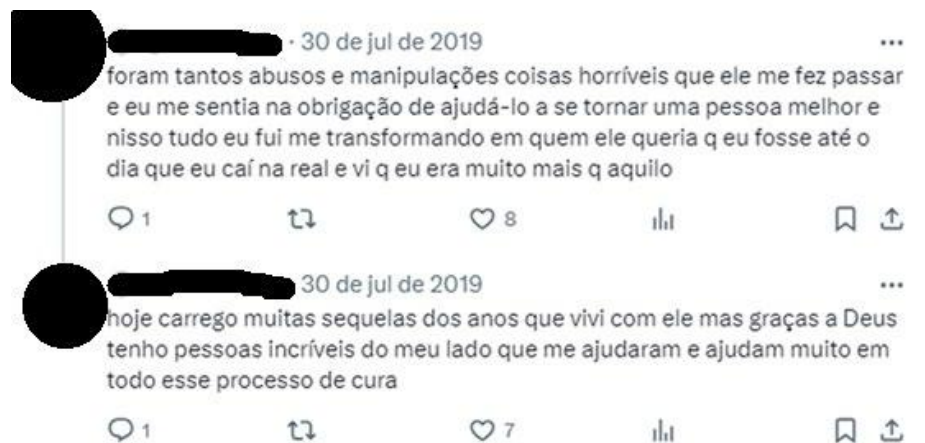 · 30 de jul de 2019
foram tantos abusos e manipulações coisas horríveis que ele me fez passar
e eu me sentia na obrigação de ajudá-lo a se tornar uma pessoa melhor e
nisso tudo eu fui me transformando em quem ele queria q eu fosse até o
dia que eu caí na real e vi q eu era muito mais q aquilo
1 8
30 de jul de 2019
hoje carrego muitas sequelas dos anos que vivi com ele mas graças a Deus
tenho pessoas incríveis do meu lado que me ajudaram e ajudam muito em
todo esse processo de cura
1 7